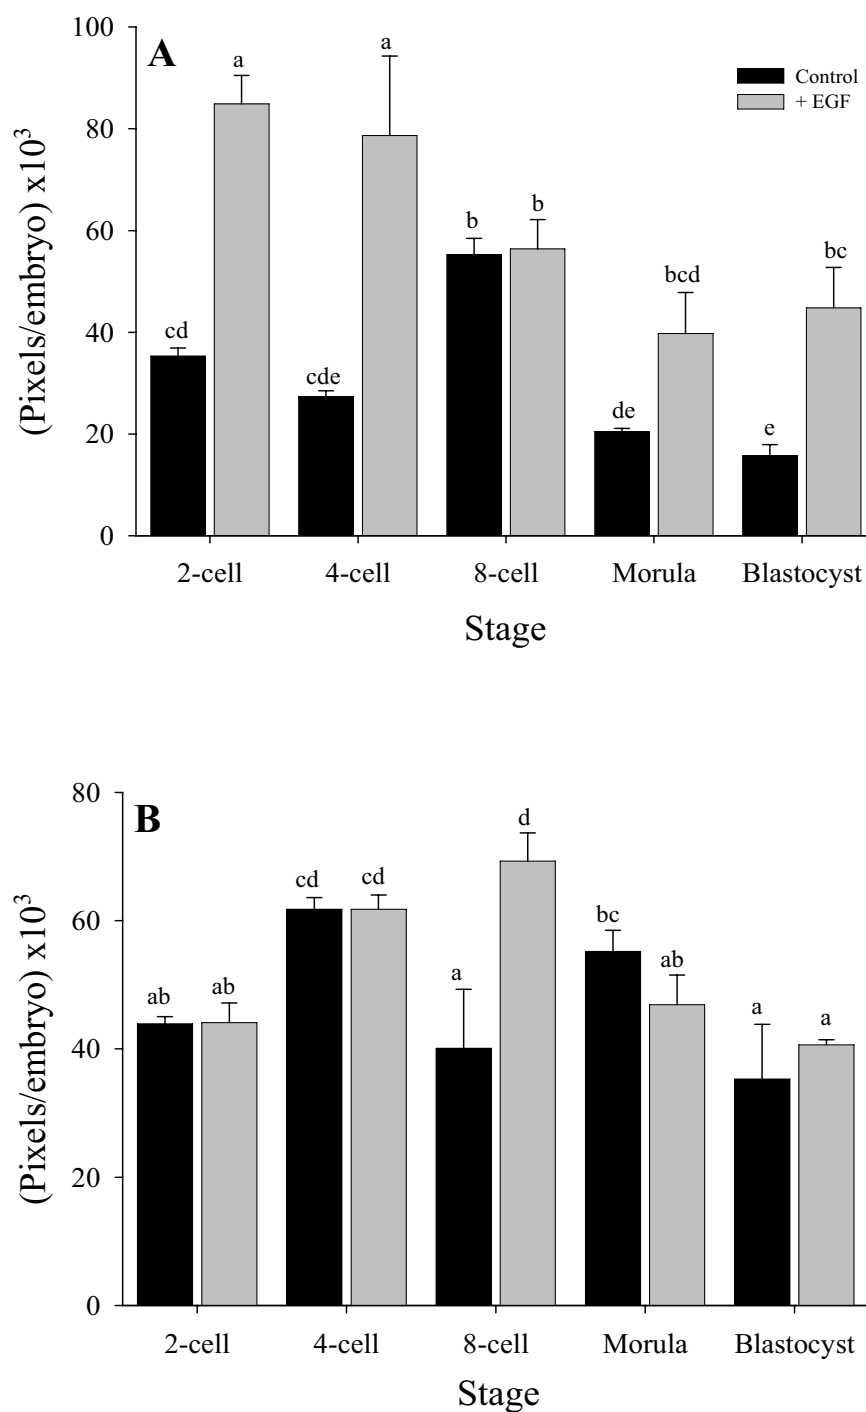 A
Control
+ EGF
(Pixels/embryo) x10³
100
80
60
40
20
0
a
a
b
b
bcd
bc
cd
cde
de
e
2-cell
4-cell
8-cell
Morula
Blastocyst
Stage
B
(Pixels/embryo) x10³
80
60
40
20
0
ab
ab
cd
cd
a
d
bc
ab
a
a
2-cell
4-cell
8-cell
Morula
Blastocyst
Stage